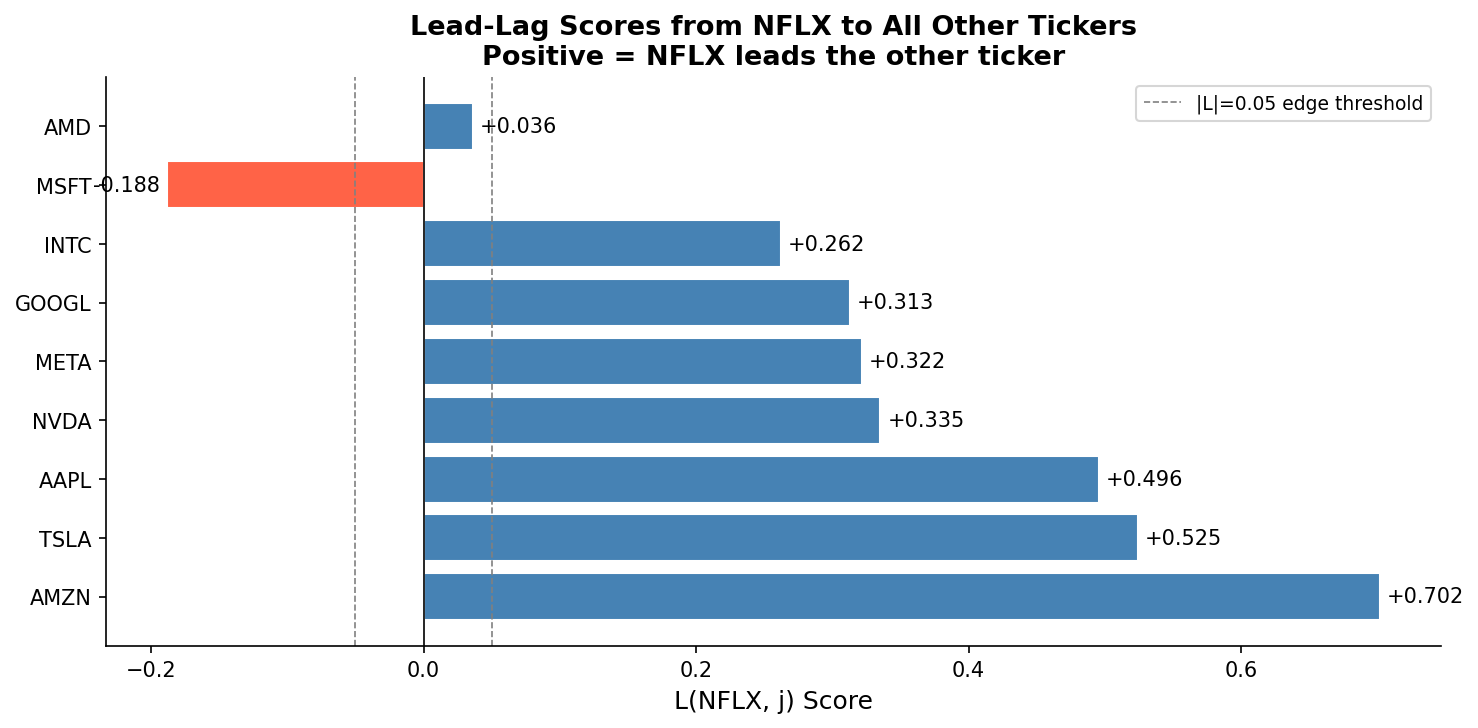 Lead-Lag Scores from NFLX to All Other Tickers
Positive = NFLX leads the other ticker
|L|=0.05 edge threshold
AMD +0.036
MSFT -0.188
INTC +0.262
GOOGL +0.313
META +0.322
NVDA +0.335
AAPL +0.496
TSLA +0.525
AMZN +0.702
−0.2 0.0 0.2 0.4 0.6
L(NFLX, j) Score